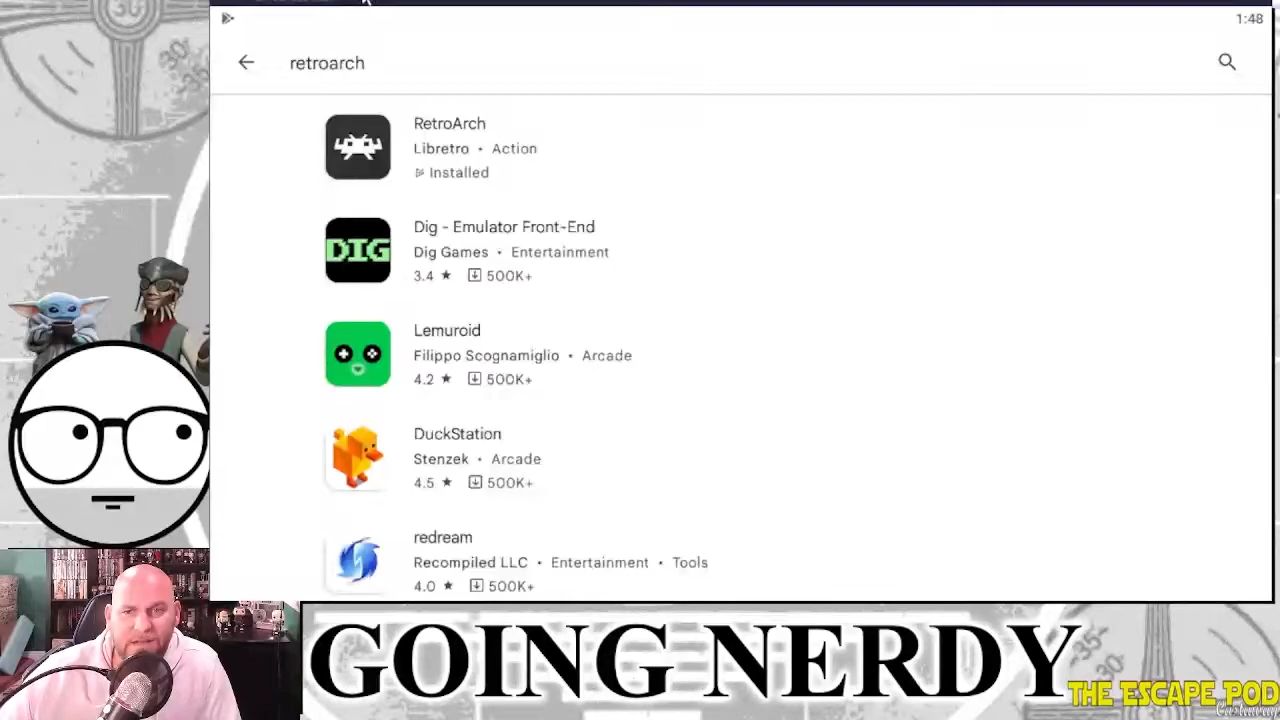 1:48
retroarch
RetroArch
Libretro • Action
Installed
DIG
Dig - Emulator Front-End
Dig Games • Entertainment
3.4 ★ 500K+
Lemuroid
Filippo Scognamiglio • Arcade
4.2 ★ 500K+
DuckStation
Stenzek • Arcade
4.5 ★ 500K+
redream
Recompiled LLC • Entertainment • Tools
4.0 ★ 500K+
GOING NERDY
THE ESCAPE POD
Castaway